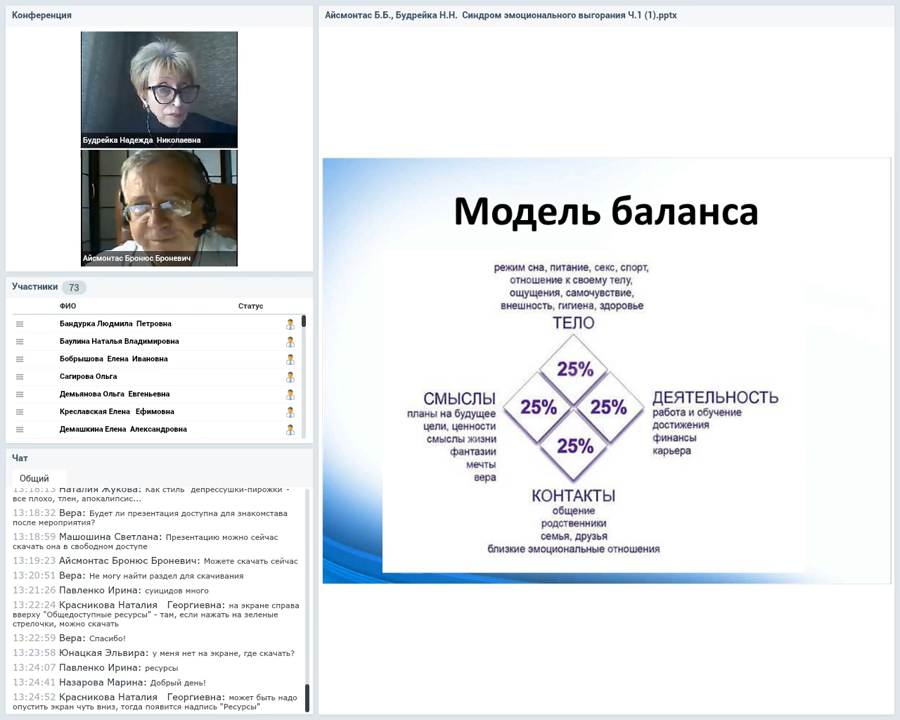 Конференция
Будрейка Надежда Николаевна
Айсмонтас Бронюс Броневич
Участники 73
ФИО Статус
Бандурка Людмила Петровна
Баулина Наталья Владимировна
Бобрышова Елена Ивановна
Сагирова Ольга
Демьянова Ольга Евгеньевна
Креславская Елена Ефимовна
Демашкина Елена Александровна
Чат
Общий
13:18:13 Наталия Жукова: Как стиль "депрессушки-пирожки" -
все плохо, тлен, апокалипсис...
13:18:32 Вера: Будет ли презентация доступна для знакомстава
после мероприятия?
13:18:59 Машошина Светлана: Презентацию можно сейчас
скачать она в свободном доступе
13:19:23 Айсмонтас Бронюс Броневич: Можете скачать сейчас
13:20:51 Вера: Не могу найти раздел для скачивания
13:21:26 Павленко Ирина: суицидов много
13:22:24 Красникова Наталия Георгиевна: на экране справа
вверху "Общедоступные ресурсы" - там, если нажать на зеленые
стрелочки, можно скачать
13:22:59 Вера: Спасибо!
13:23:58 Юнацкая Эльвира: у меня нет на экране, где скачать?
13:24:07 Павленко Ирина: ресурсы
13:24:41 Назарова Марина: Добрый день!
13:24:52 Красникова Наталия Георгиевна: может быть надо
опустить экран чуть вниз, тогда появится надпись "Ресурсы"
Айсмонтас Б.Б., Будрейка Н.Н. Синдром эмоционального выгорания Ч.1 (1).pptx
Модель баланса
режим сна, питание, секс, спорт,
отношение к своему телу,
ощущения, самочувствие,
внешность, гигиена, здоровье
ТЕЛО
25%
СМЫСЛЫ
планы на будущее
цели, ценности
смыслы жизни
фантазии
мечты
вера
25%
25%
ДЕЯТЕЛЬНОСТЬ
работа и обучение
достижения
финансы
карьера
25%
КОНТАКТЫ
общение
родственники
семья, друзья
близкие эмоциональные отношения